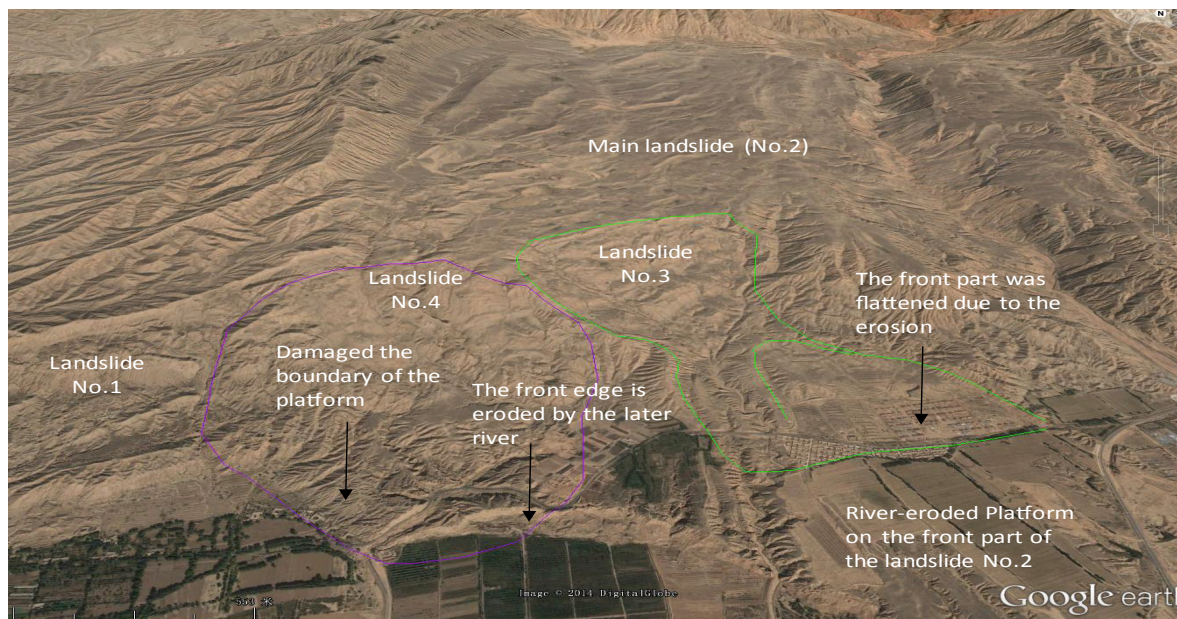 N
Main landslide (No.2)
Landslide
No.3
Landslide
No.4
The front part was
flattened due to the
erosion
Landslide
No.1
Damaged the
boundary of the
platform
The front edge is
eroded by the later
river
River-eroded Platform
on the front part of
the landslide No.2
米
Image © 2014 DigitalGlobe
Google earth